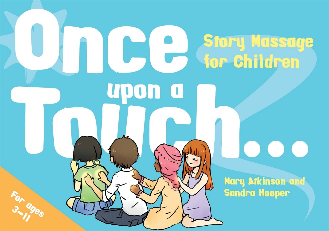 Once
upon a
Touch...
Story Massage
for Children
Mary Atkinson and
Sandra Hooper
For ages
3–11